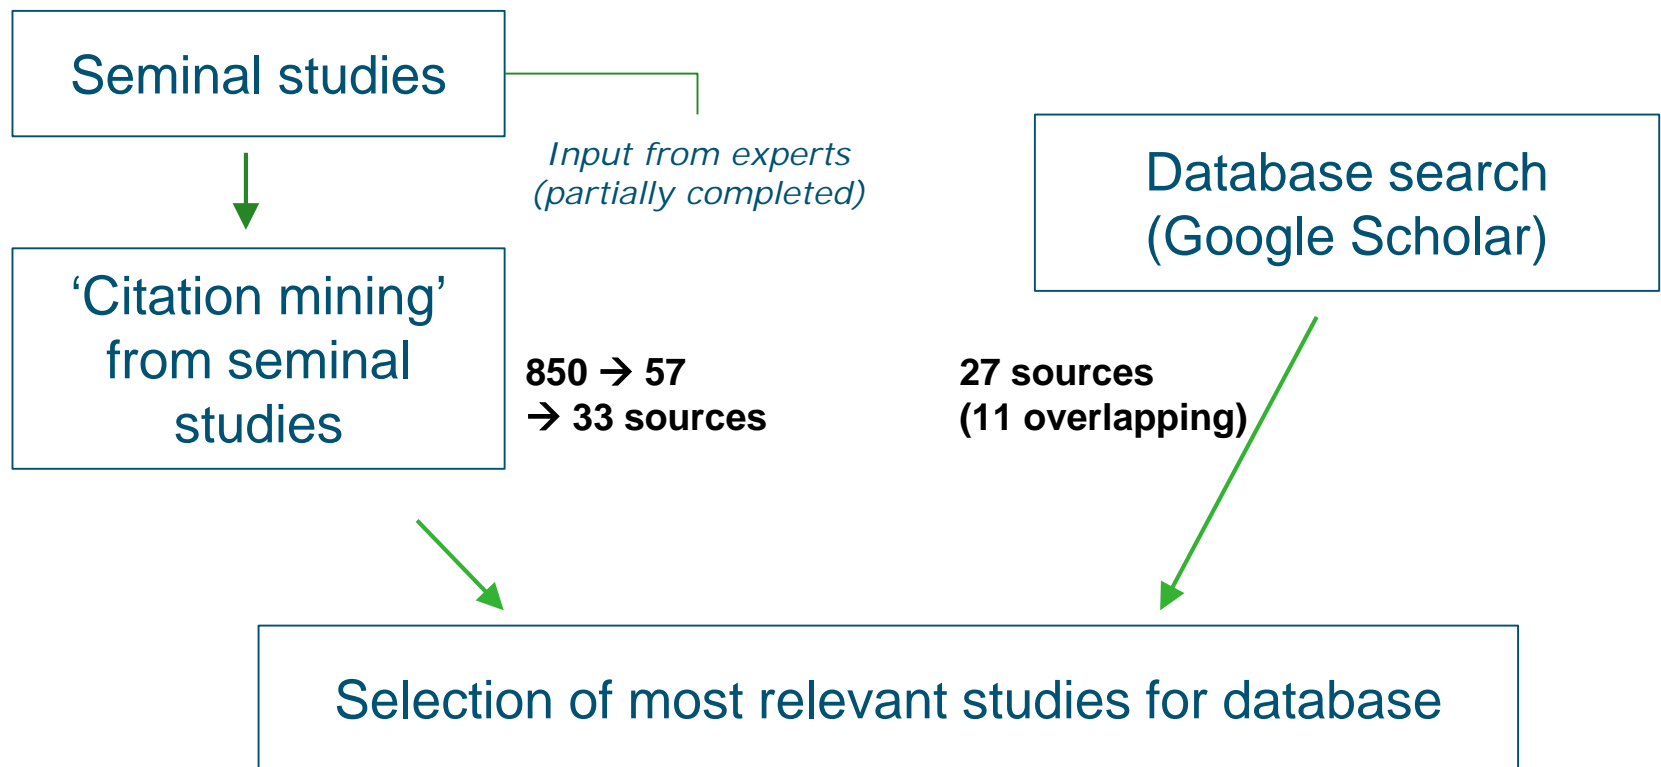 Seminal studies
Input from experts
(partially completed)
Database search
(Google Scholar)
‘Citation mining’
from seminal
studies
850 → 57
→ 33 sources
27 sources
(11 overlapping)
Selection of most relevant studies for database